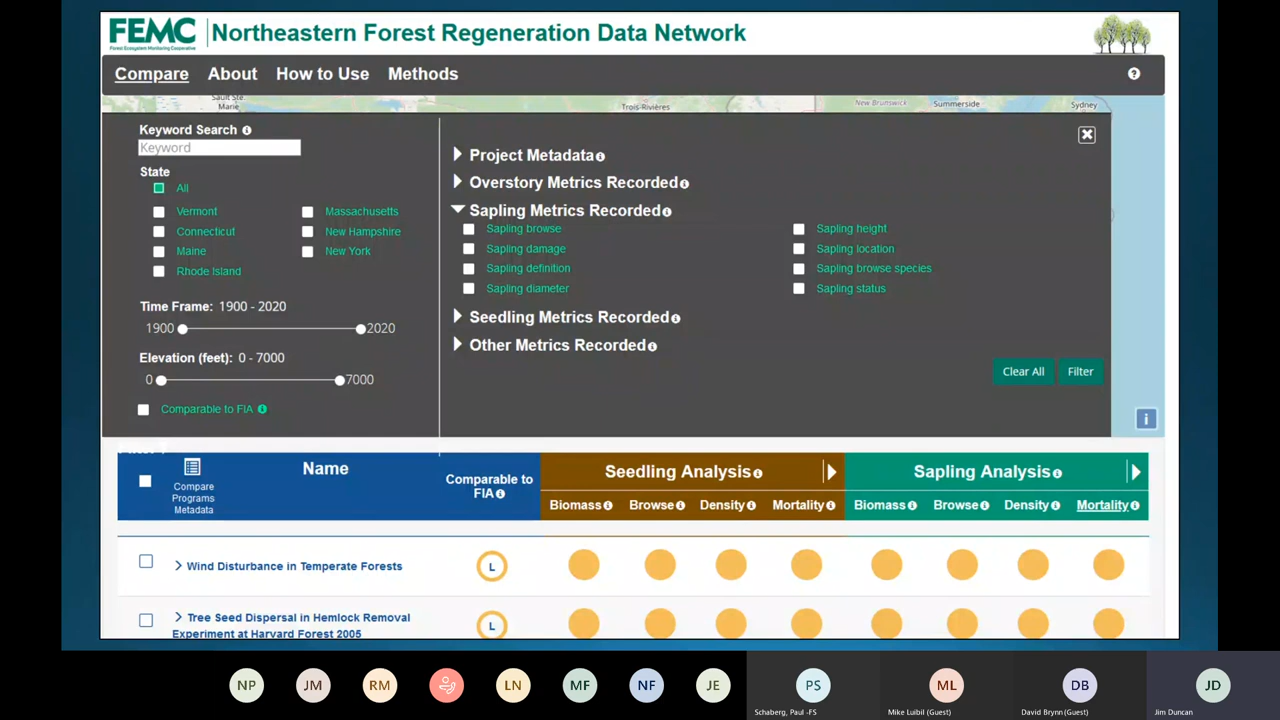 FEMC
Forest Ecosystem Monitoring Cooperative
Northeastern Forest Regeneration Data Network
Compare About How to Use Methods ?
Sault Ste Marie
Trois-Rivières
New Brunswick
Summerside
Sydney
Keyword Search i
Keyword
State
All
Vermont Massachusetts
Connecticut New Hampshire
Maine New York
Rhode Island
Time Frame: 1900 - 2020
1900 2020
Elevation (feet): 0 - 7000
0 7000
Comparable to FIA i
Project Metadata i
Overstory Metrics Recorded i
Sapling Metrics Recorded i
Sapling browse Sapling height
Sapling damage Sapling location
Sapling definition Sapling browse species
Sapling diameter Sapling status
Seedling Metrics Recorded i
Other Metrics Recorded i
Clear All Filter
i
Compare
Programs
Metadata
Name
Comparable to
FIA i
Seedling Analysis i
Biomass i Browse i Density i Mortality i
Sapling Analysis i
Biomass i Browse i Density i Mortality i
> Wind Disturbance in Temperate Forests L
> Tree Seed Dispersal in Hemlock Removal
Experiment at Harvard Forest 2005 L
NP JM RM LN MF NF JE PS ML DB JD
Schaberg, Paul -FS Mike Luibil (Guest) David Brynn (Guest) Jim Duncan